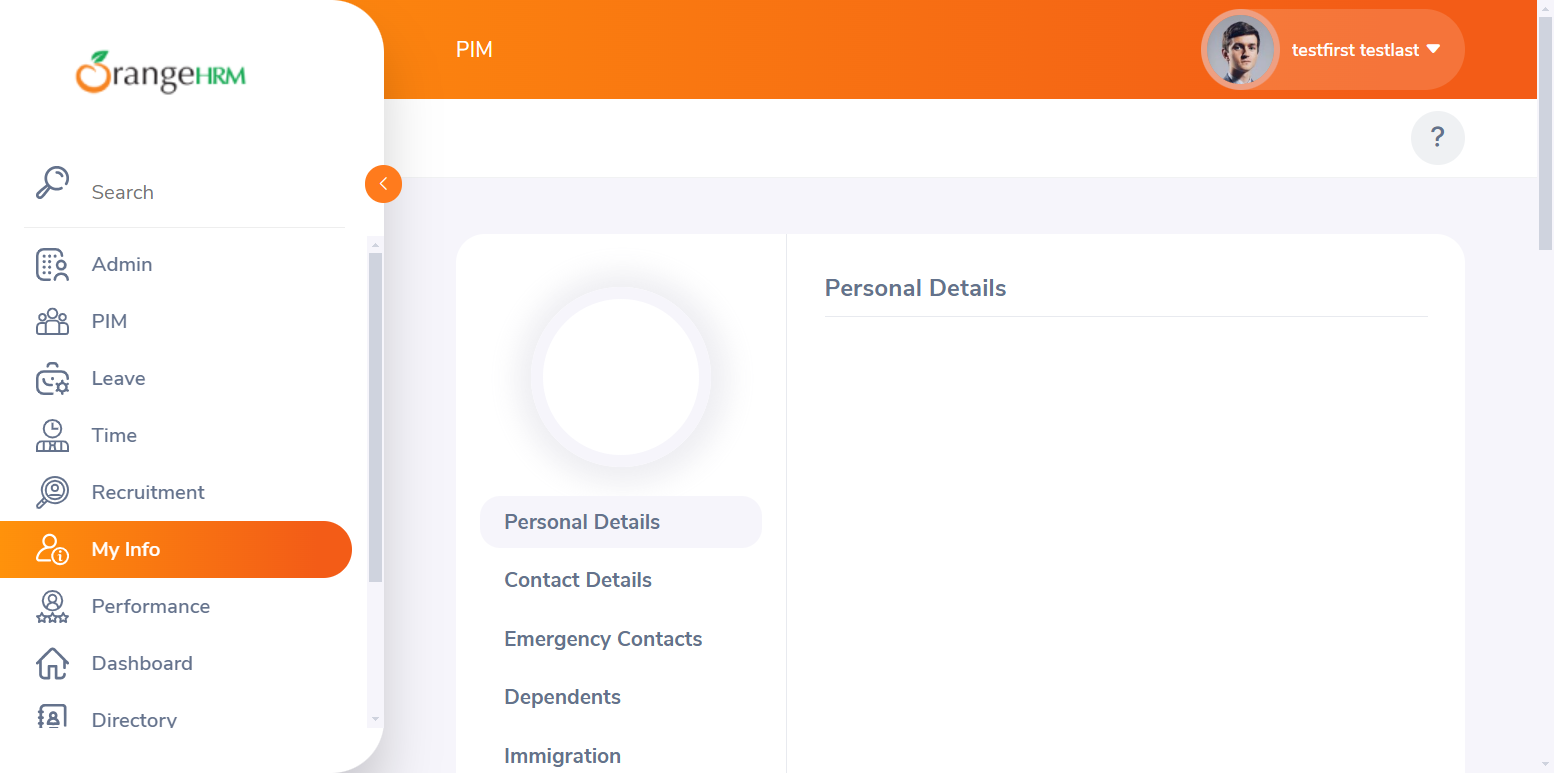 OrangeHRM
PIM
testfirst testlast
?
Search
Admin
PIM
Leave
Time
Recruitment
My Info
Performance
Dashboard
Directory
Personal Details
Contact Details
Emergency Contacts
Dependents
Immigration
Personal Details